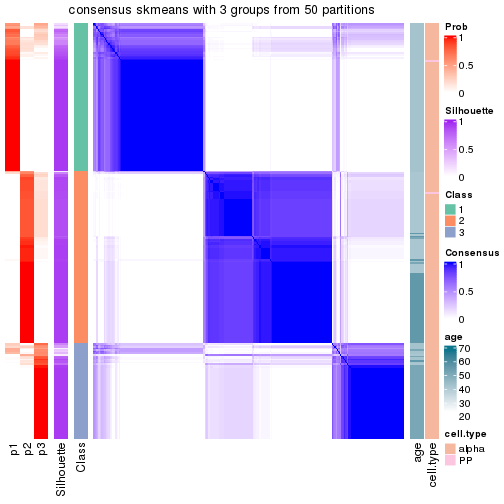 consensus skmeans with 3 groups from 50 partitions
p1
p2
p3
Silhouette
Class
age
cell.type
Prob
1
0.5
0
Silhouette
1
0.5
0
Class
1
2
3
Consensus
1
0.5
0
age
70
60
50
40
30
20
cell.type
alpha
PP